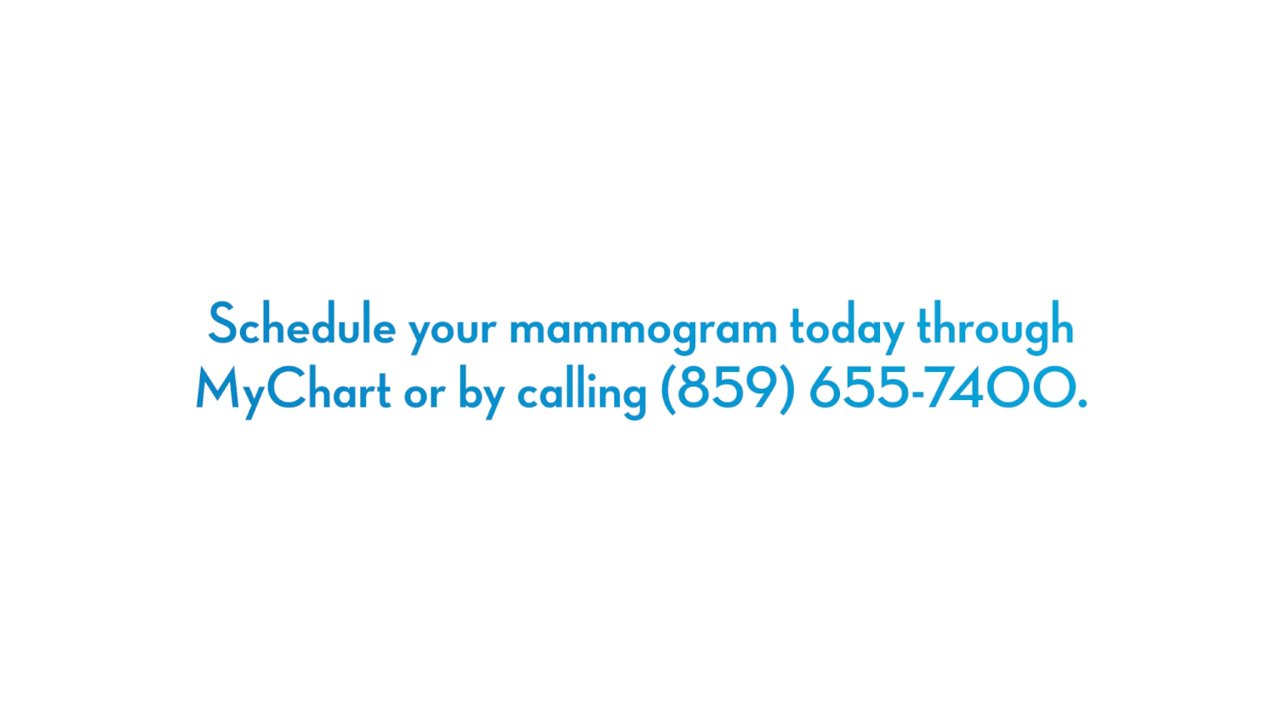 Schedule your mammogram today through
MyChart or by calling (859) 655-7400.